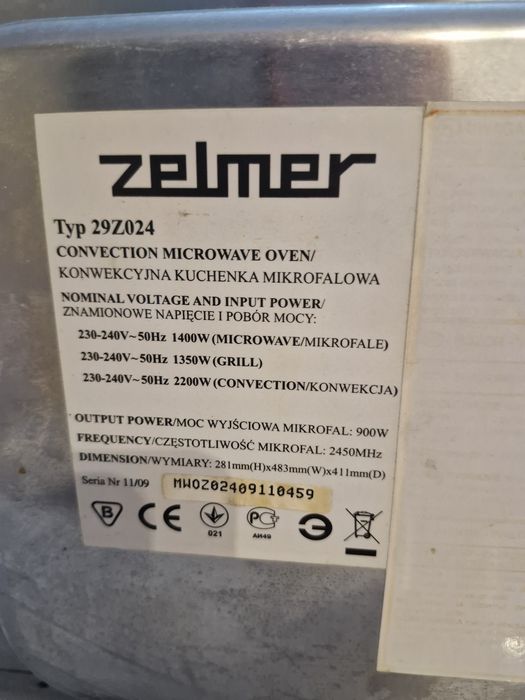 zelmer
Typ 29Z024
CONVECTION MICROWAVE OVEN/
KONWEKCYJNA KUCHENKA MIKROFALOWA
NOMINAL VOLTAGE AND INPUT POWER/
ZNAMIONOWE NAPIĘCIE I POBÓR MOCY:
230-240V~50Hz 1400W (MICROWAVE/MIKROFALE)
230-240V~50Hz 1350W (GRILL)
230-240V~50Hz 2200W (CONVECTION/KONWEKCJA)
OUTPUT POWER/MOC WYJŚCIOWA MIKROFAL: 900W
FREQUENCY/CZĘSTOTLIWOŚĆ MIKROFAL: 2450MHz
DIMENSION/WYMIARY: 281mm(H)x483mm(W)x411mm(D)
Seria Nr 11/09 MWOZ02409110459
B CE 021 РСТ АИ49